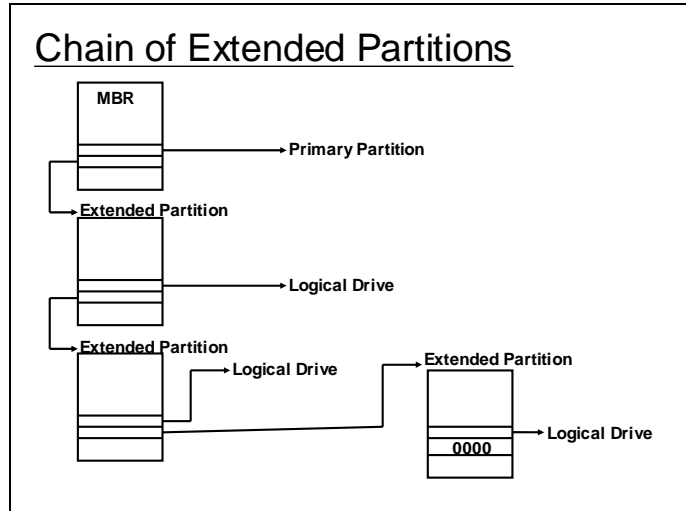 Chain of Extended Partitions
MBR
Primary Partition
Extended Partition
Logical Drive
Extended Partition
Logical Drive
Extended Partition
Logical Drive
0000